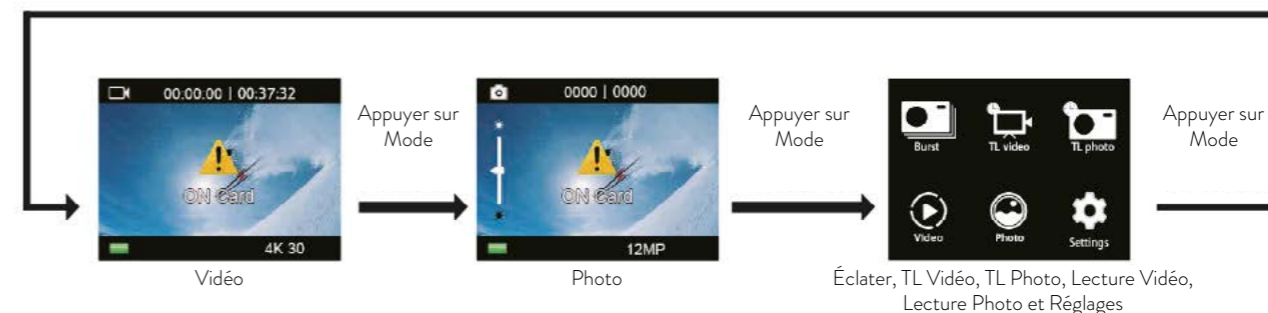 00:00:00 | 00:37:32
ON Card
4K 30
Vidéo
Appuyer sur
Mode
0000 | 0000
ON Card
12MP
Photo
Appuyer sur
Mode
Burst
TL video
TL photo
Video
Photo
Settings
Éclater, TL Vidéo, TL Photo, Lecture Vidéo,
Lecture Photo et Réglages
Appuyer sur
Mode